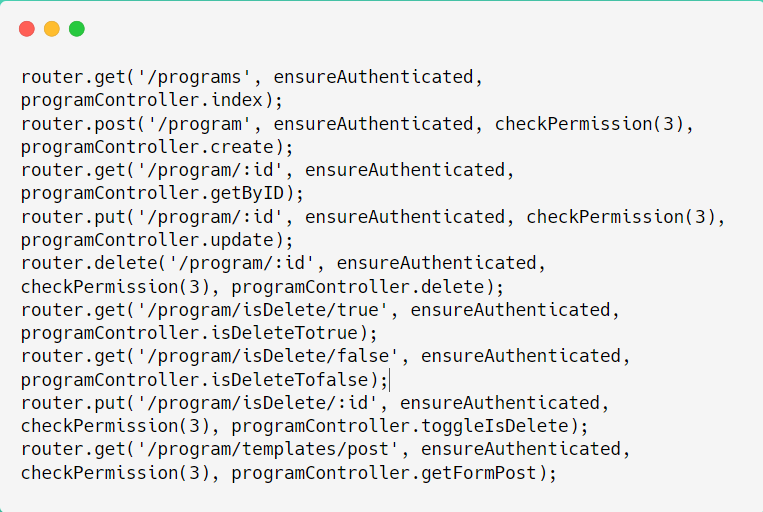 router.get('/programs', ensureAuthenticated,
programController.index);
router.post('/program', ensureAuthenticated, checkPermission(3),
programController.create);
router.get('/program/:id', ensureAuthenticated,
programController.getByID);
router.put('/program/:id', ensureAuthenticated, checkPermission(3),
programController.update);
router.delete('/program/:id', ensureAuthenticated,
checkPermission(3), programController.delete);
router.get('/program/isDelete/true', ensureAuthenticated,
programController.isDeleteTotrue);
router.get('/program/isDelete/false', ensureAuthenticated,
programController.isDeleteTofalse);
router.put('/program/isDelete/:id', ensureAuthenticated,
checkPermission(3), programController.toggleIsDelete);
router.get('/program/templates/post', ensureAuthenticated,
checkPermission(3), programController.getFormPost);